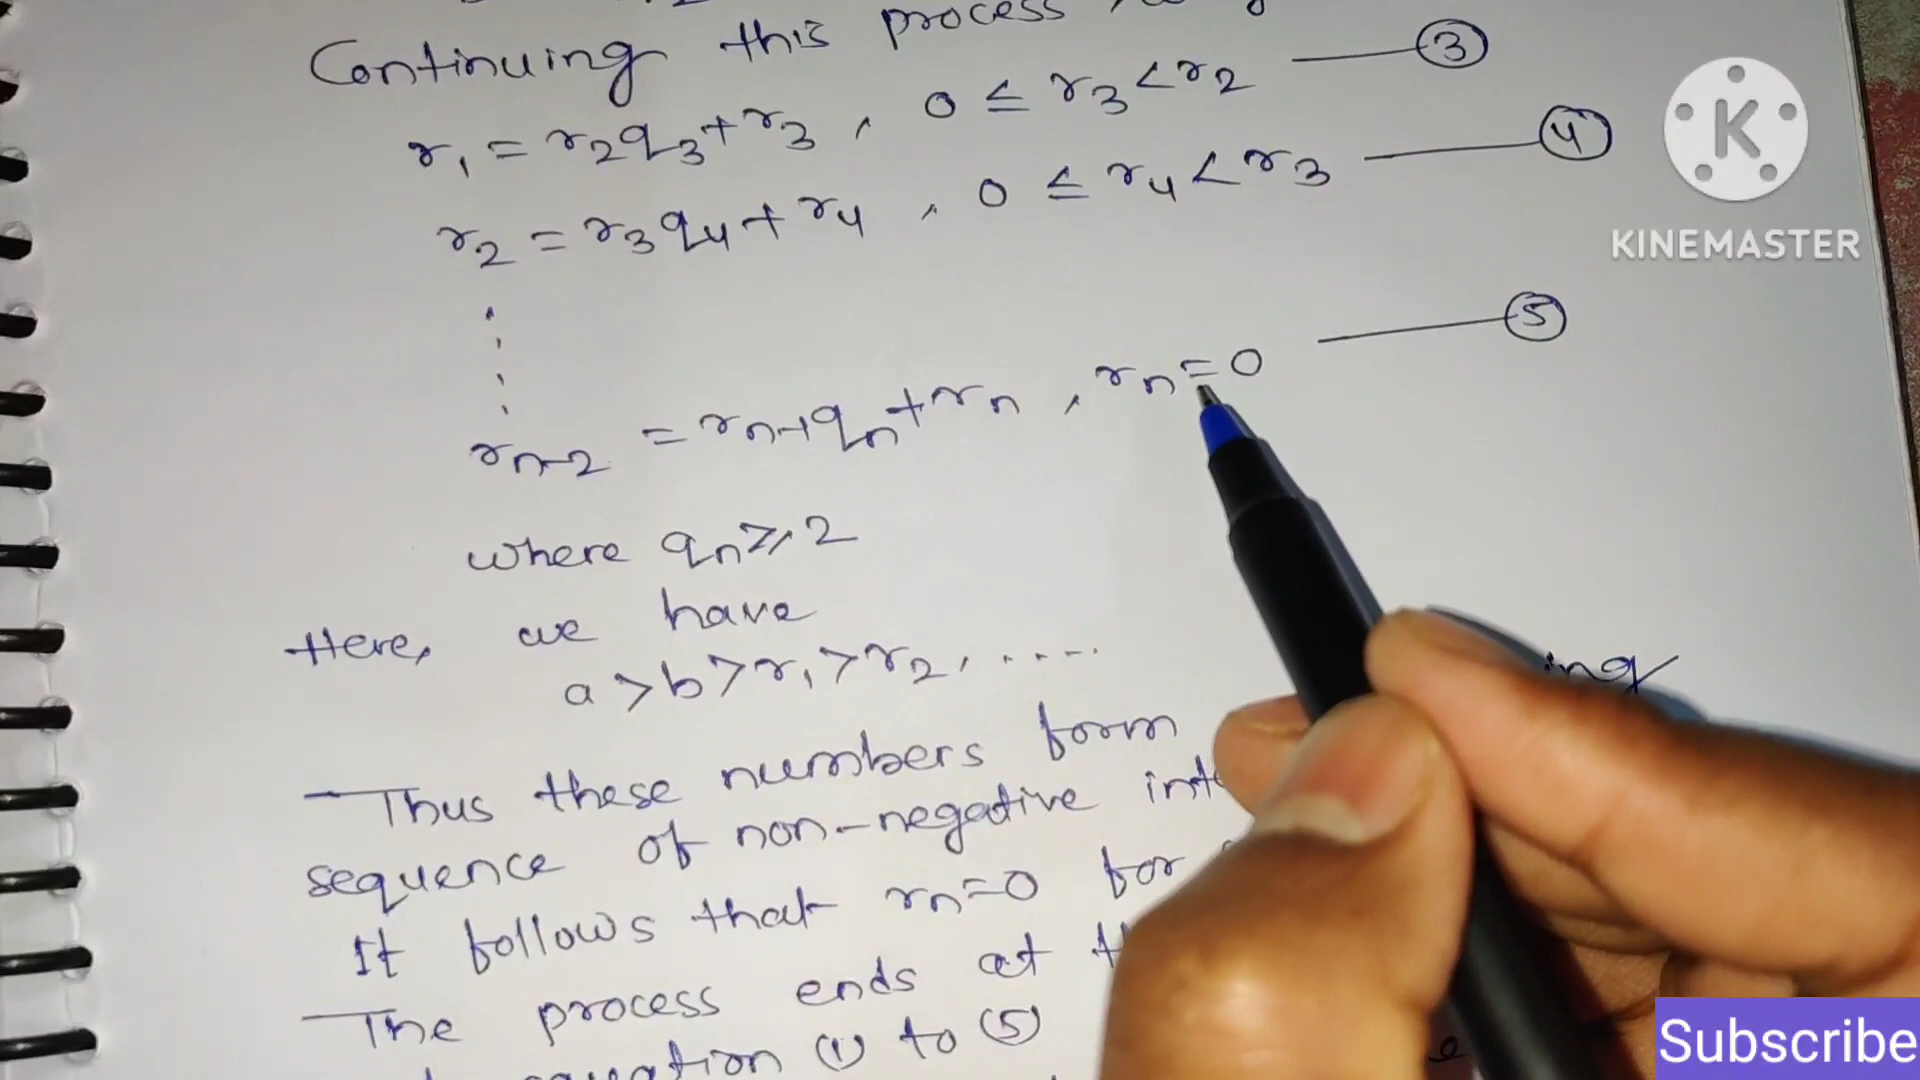 Continuing this process
r₁ = r₂q₃ + r₃, 0 ≤ r₃ < r₂ —— ③
r₂ = r₃q₄ + r₄, 0 ≤ r₄ < r₃ —— ④
rₙ₋₂ = rₙ₋₁qₙ + rₙ, rₙ = 0 —— ⑤
where qₙ ≥ 2
Here, we have
a > b > r₁ > r₂, .....
Thus these numbers form
sequence of non-negative
It follows that rₙ = 0 for
The process ends at
equation (1) to (5)
KINEMASTER
Subscribe